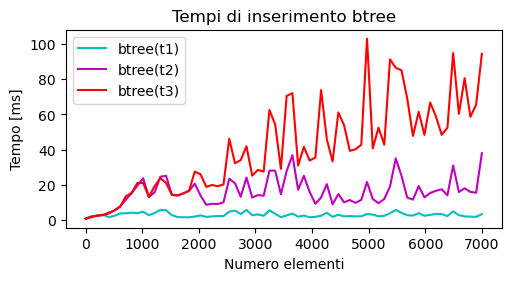 Tempi di inserimento btree
btree(t1)
btree(t2)
btree(t3)
Tempo [ms]
100
80
60
40
20
0
0 1000 2000 3000 4000 5000 6000 7000
Numero elementi